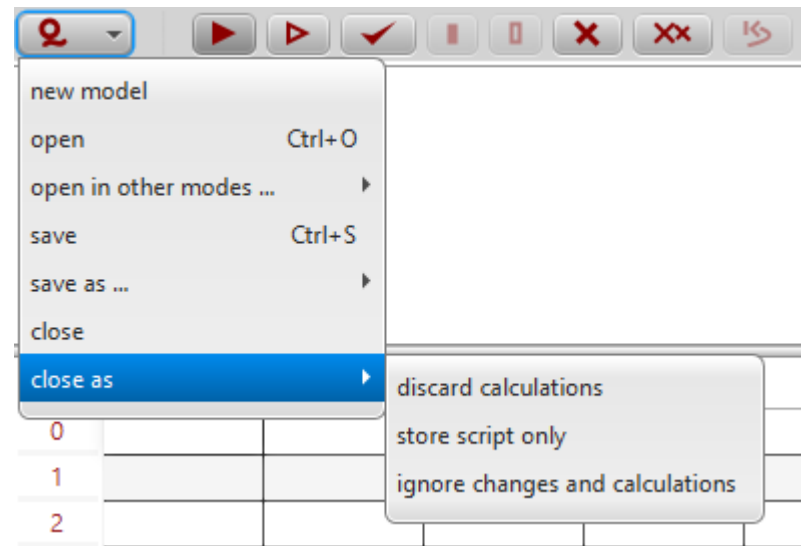 new model
open Ctrl+O
open in other modes ...
save Ctrl+S
save as ...
close
close as
discard calculations
store script only
ignore changes and calculations
0
1
2